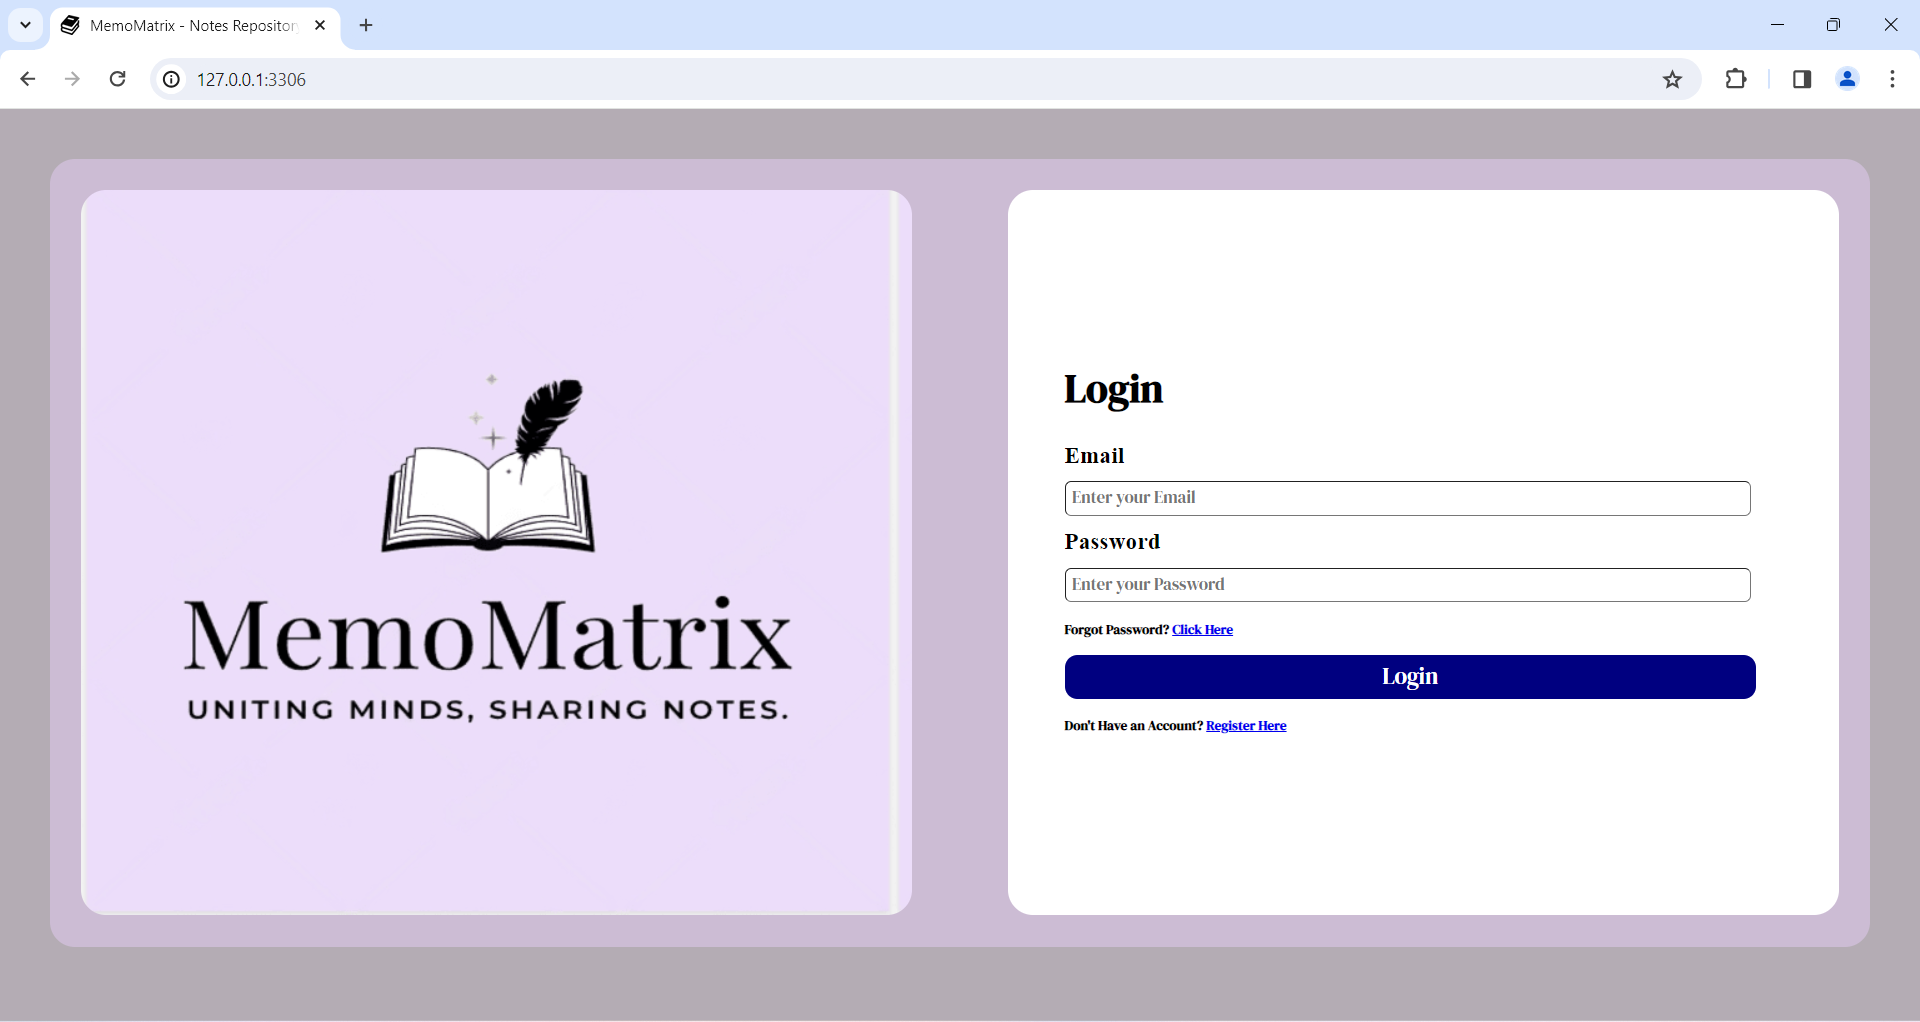 MemoMatrix - Notes Repository
127.0.0.1:3306
MemoMatrix
UNITING MINDS, SHARING NOTES.
Login
Email
Enter your Email
Password
Enter your Password
Forgot Password? Click Here
Login
Don't Have an Account? Register Here